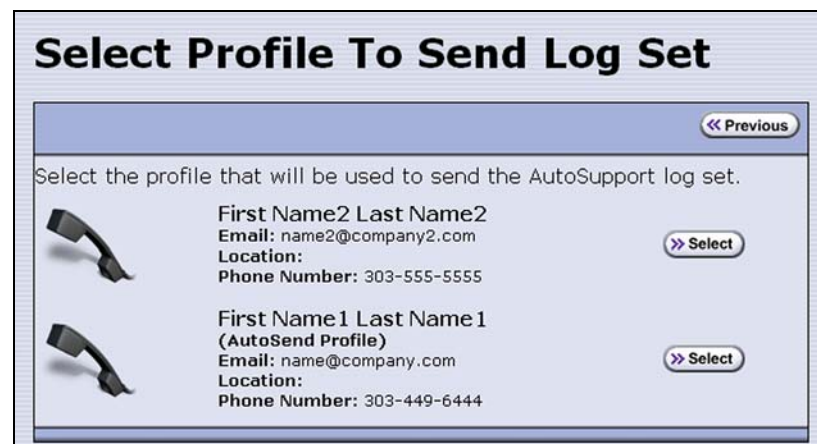 Select Profile To Send Log Set
« Previous
Select the profile that will be used to send the AutoSupport log set.
First Name2 Last Name2
Email: name2@company2.com
Location:
Phone Number: 303-555-5555
» Select
First Name1 Last Name1
(AutoSend Profile)
Email: name@company.com
Location:
Phone Number: 303-449-6444
» Select